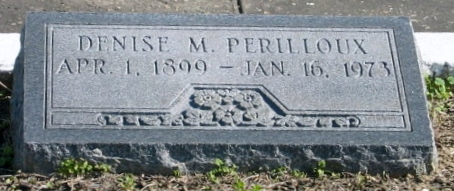 DENISE M. PERILLOUX
APR. 1, 1899 – JAN. 16, 1973